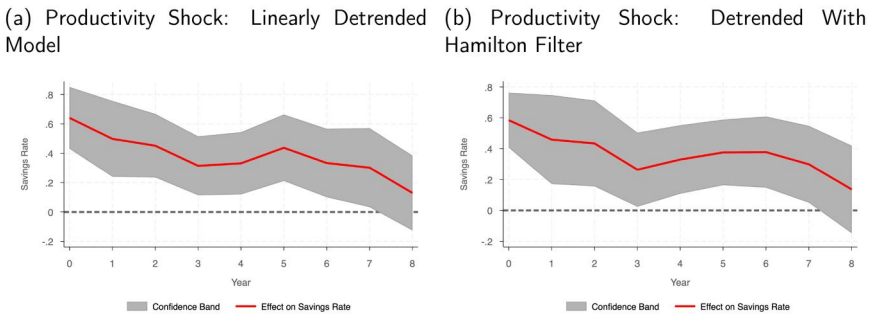 (a) Productivity Shock: Linearly Detrended
Model
.8
.6
.4
.2
0
-.2
Savings Rate
0 1 2 3 4 5 6 7 8
Year
Confidence Band Effect on Savings Rate
(b) Productivity Shock: Detrended With
Hamilton Filter
.8
.6
.4
.2
0
-.2
Savings Rate
0 1 2 3 4 5 6 7 8
Year
Confidence Band Effect on Savings Rate